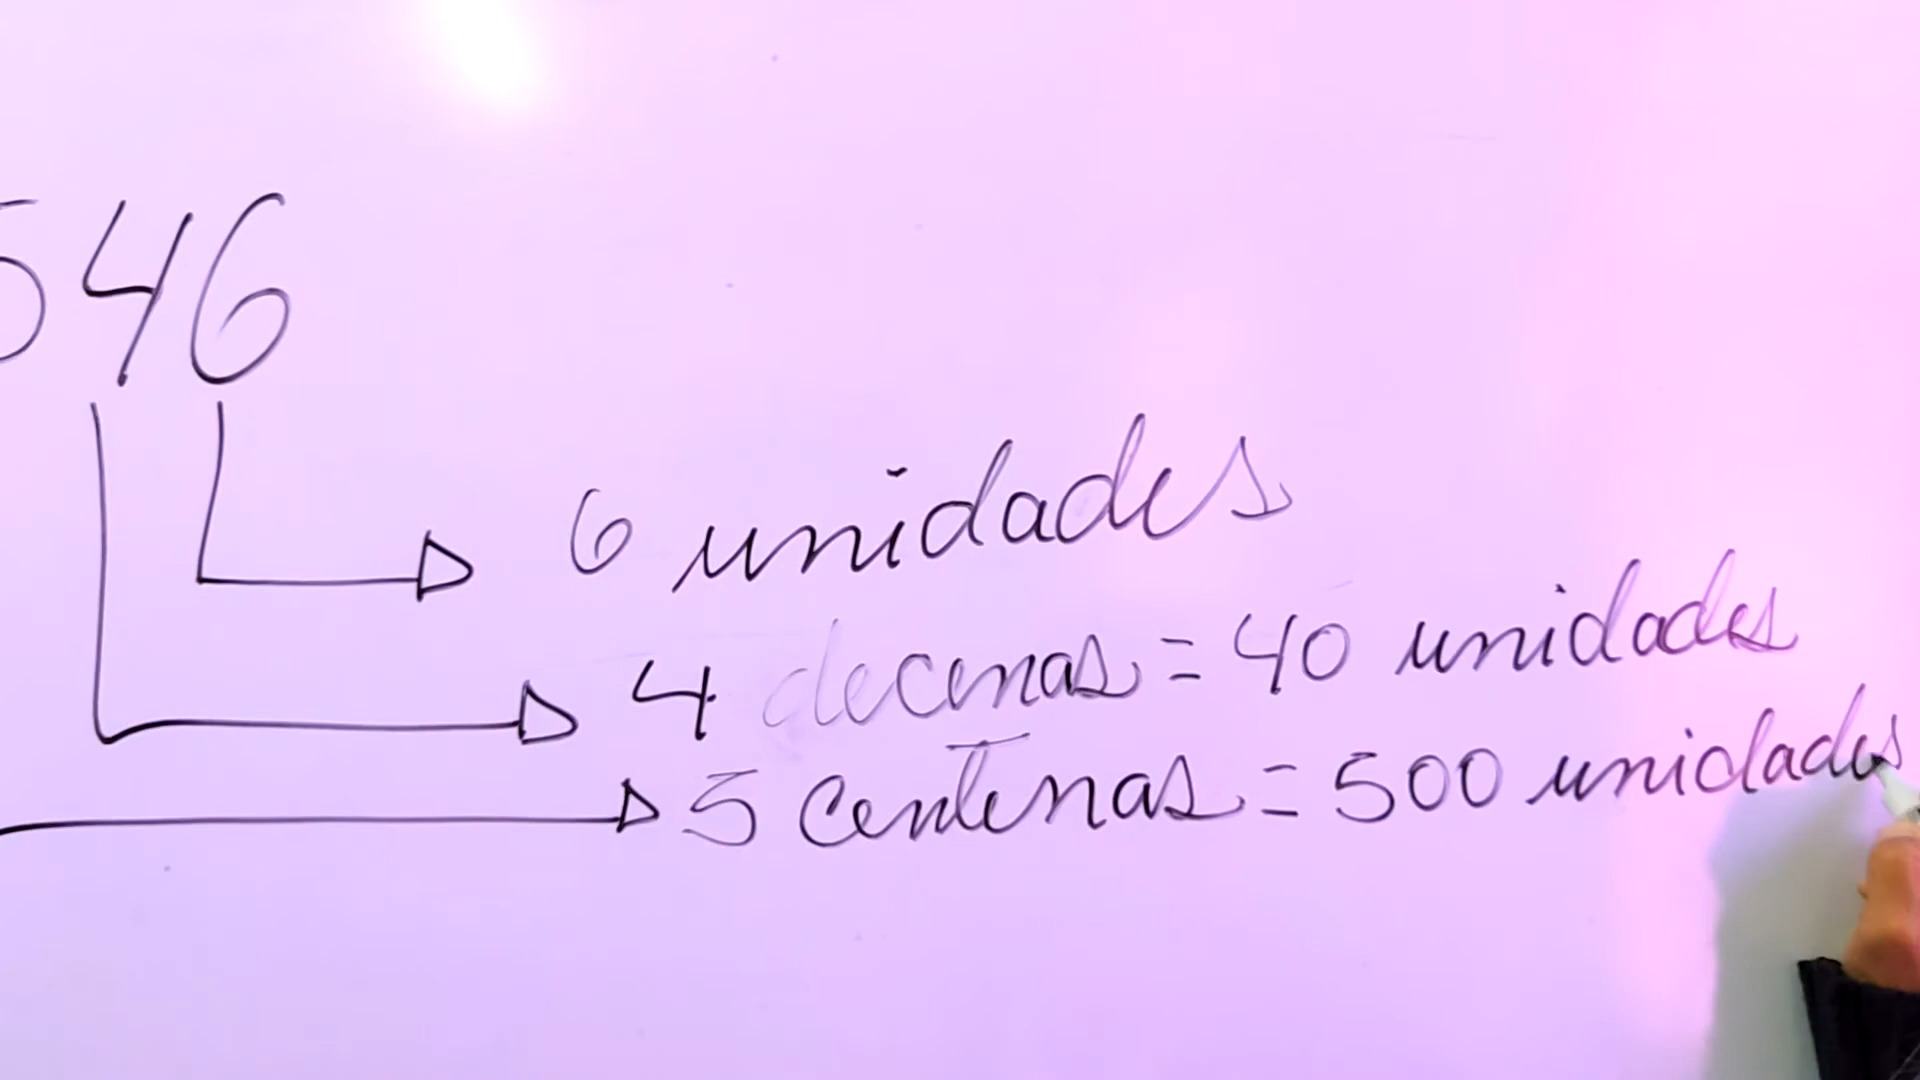 546
6 unidades
4 decenas = 40 unidades
5 Centenas = 500 unidades